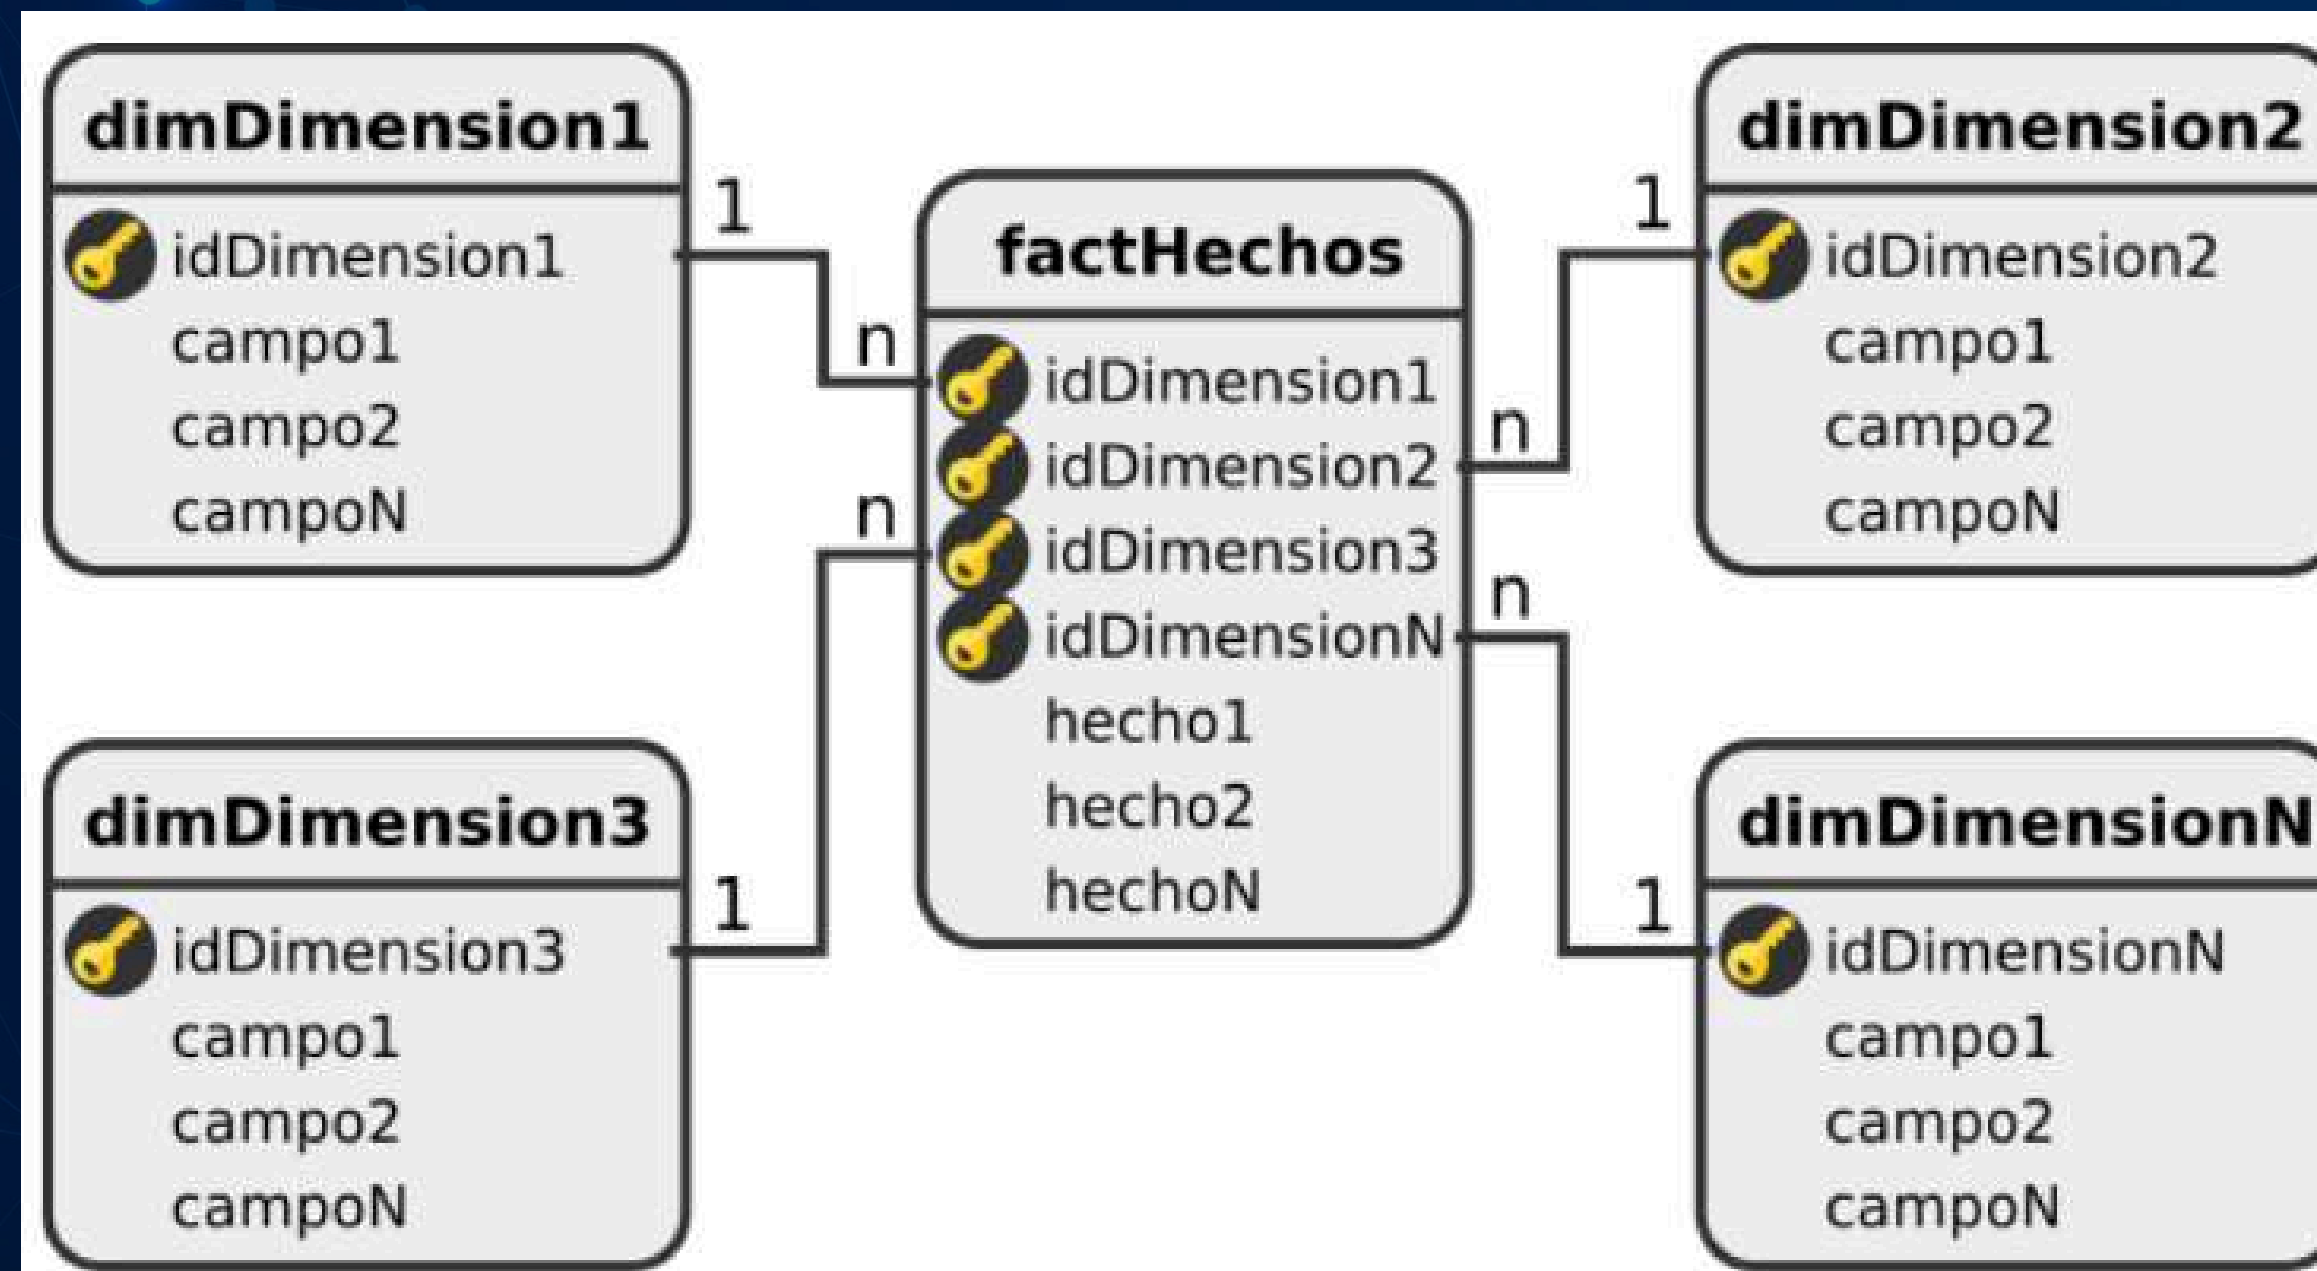 dimDimension1
idDimension1
campo1
campo2
campoN
1
n
dimDimension3
idDimension3
campo1
campo2
campoN
1
n
factHechos
idDimension1
idDimension2
idDimension3
idDimensionN
hecho1
hecho2
hechoN
n
1
dimDimension2
idDimension2
campo1
campo2
campoN
n
1
dimDimensionN
idDimensionN
campo1
campo2
campoN